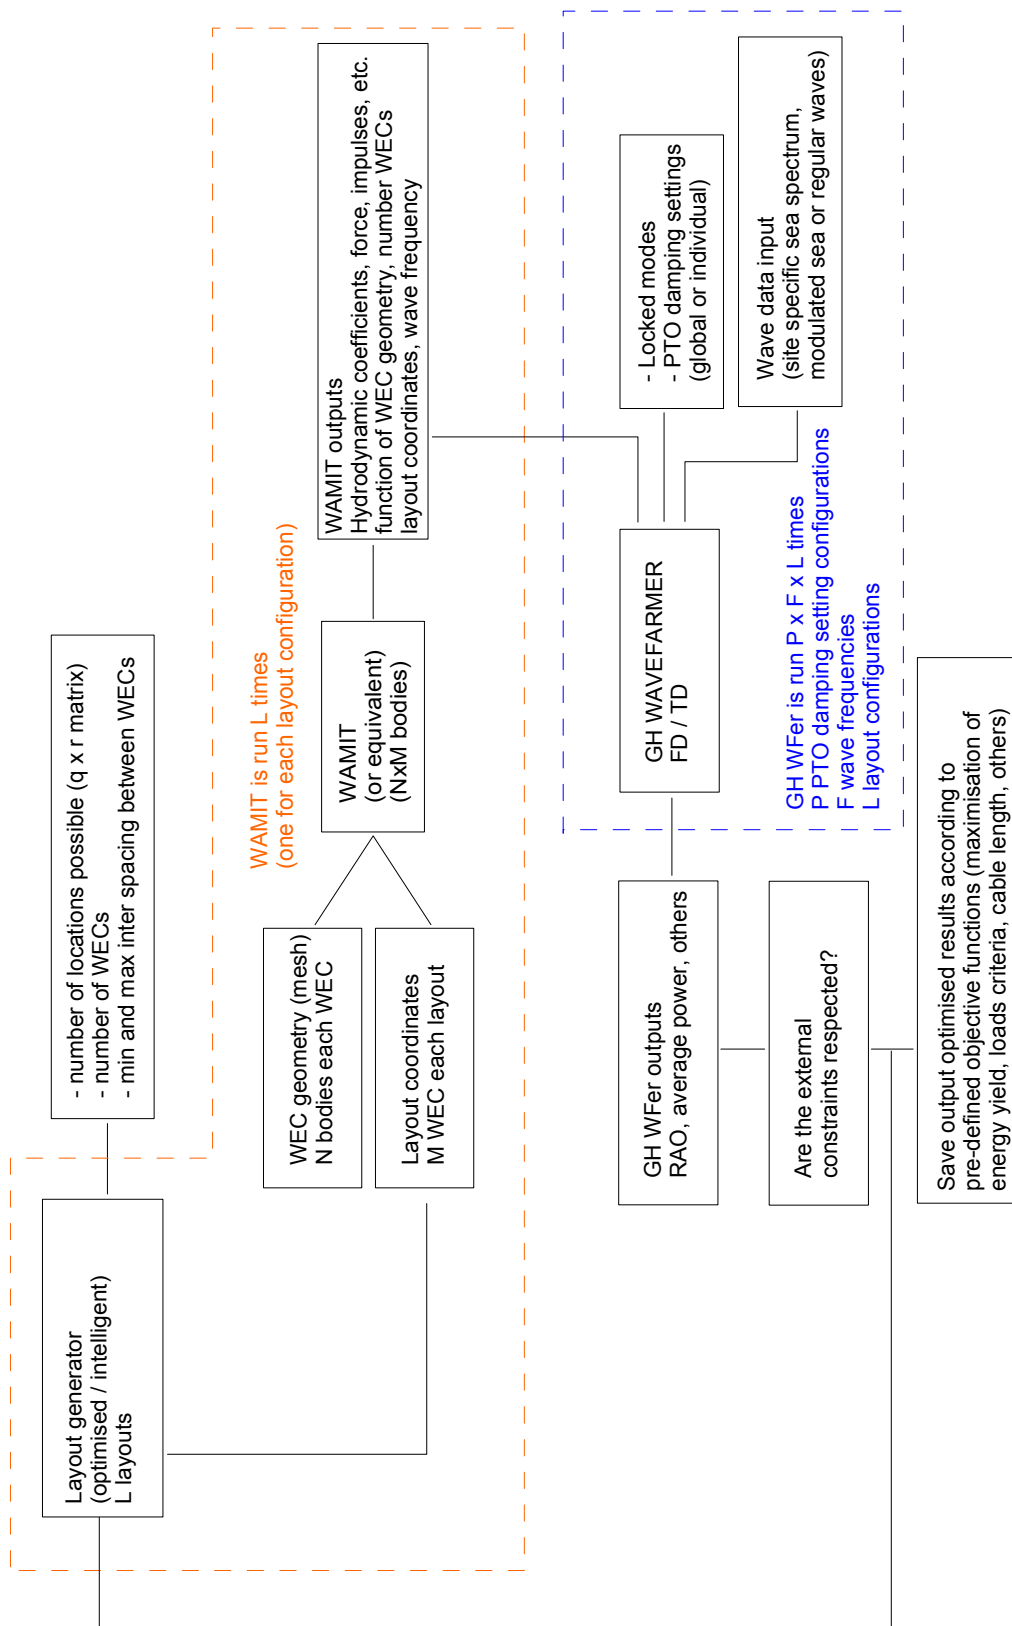 - number of locations possible (q x r matrix)
- number of WECs
- min and max inter spacing between WECs
Layout generator
(optimised / intelligent)
L layouts
WAMIT is run L times
(one for each layout configuration)
WEC geometry (mesh)
N bodies each WEC
Layout coordinates
M WEC each layout
WAMIT
(or equivalent)
(NxM bodies)
WAMIT outputs
Hydrodynamic coefficients, force, impulses, etc.
function of WEC geometry, number WECs
layout coordinates, wave frequency
GH WFer outputs
RAO, average power, others
GH WAVEFARMER
FD / TD
- Locked modes
- PTO damping settings
(global or individual)
Wave data input
(site specific sea spectrum,
modulated sea or regular waves)
GH WFer is run P x F x L times
P PTO damping setting configurations
F wave frequencies
L layout configurations
Are the external
constraints respected?
Save output optimised results according to
pre-defined objective functions (maximisation of
energy yield, loads criteria, cable length, others)